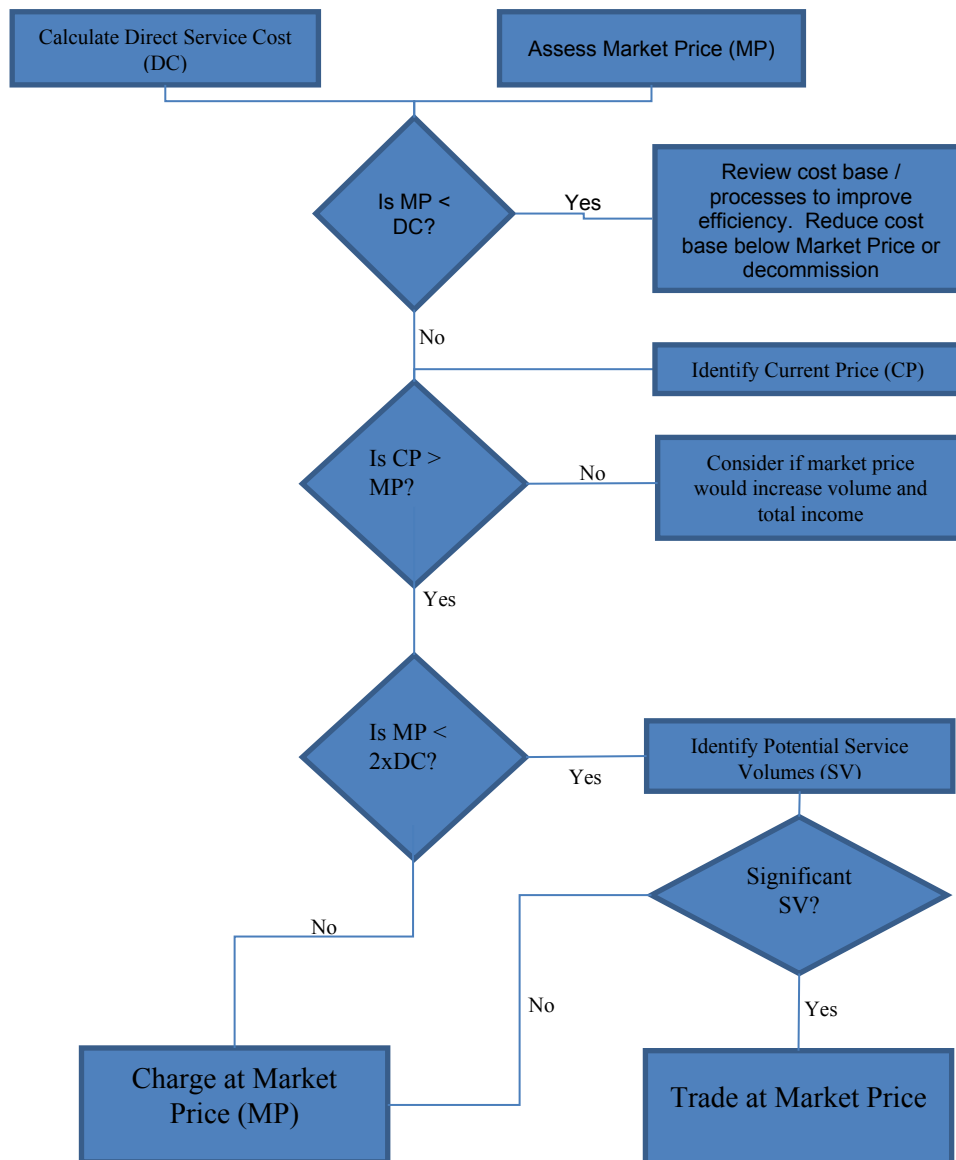 Calculate Direct Service Cost
(DC)
Assess Market Price (MP)
Is MP <
DC?
Yes
Review cost base /
processes to improve
efficiency. Reduce cost
base below Market Price or
decommission
No
Identify Current Price (CP)
Is CP >
MP?
No
Consider if market price
would increase volume and
total income
Yes
Is MP <
2xDC?
Yes
Identify Potential Service
Volumes (SV)
Significant
SV?
No
No
Yes
Charge at Market
Price (MP)
Trade at Market Price